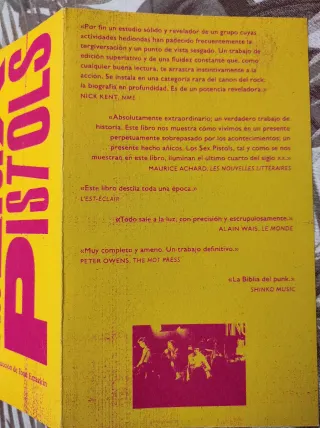 PISTOLS
«Por fin un estudio sólido y revelador de un grupo cuyas
actividades hediondas han padecido frecuentemente la
tergiversación y un punto de vista sesgado. Un trabajo de
edición superlativo y de una fluidez constante que, como
cualquier buena lectura, te arrastra instintivamente a la
acción. Se instala en una categoría rara del canon del rock:
la biografía en profundidad. Es de una potencia reveladora.»
NICK KENT, NME
«Absolutamente extraordinario; un verdadero trabajo de
historia. Este libro nos muestra cómo vivimos en un presente
perpetuamente sobrepasado por los acontecimientos; un
presente hecho añicos. Los Sex Pistols, tal y como se nos
muestran en este libro, iluminan el último cuarto del siglo xx.»
MAURICE ACHARD, LES NOUVELLES LITTÉRAIRES
«Este libro destila toda una época.»
L'EST-ÉCLAIR
«Todo sale a la luz, con precisión y escrupulosamente.»
ALAIN WAIS, LE MONDE
«Muy completo y ameno. Un trabajo definitivo.»
PETER OWENS, THE HOT PRESS
«La Biblia del punk.»
SHINKO MUSIC